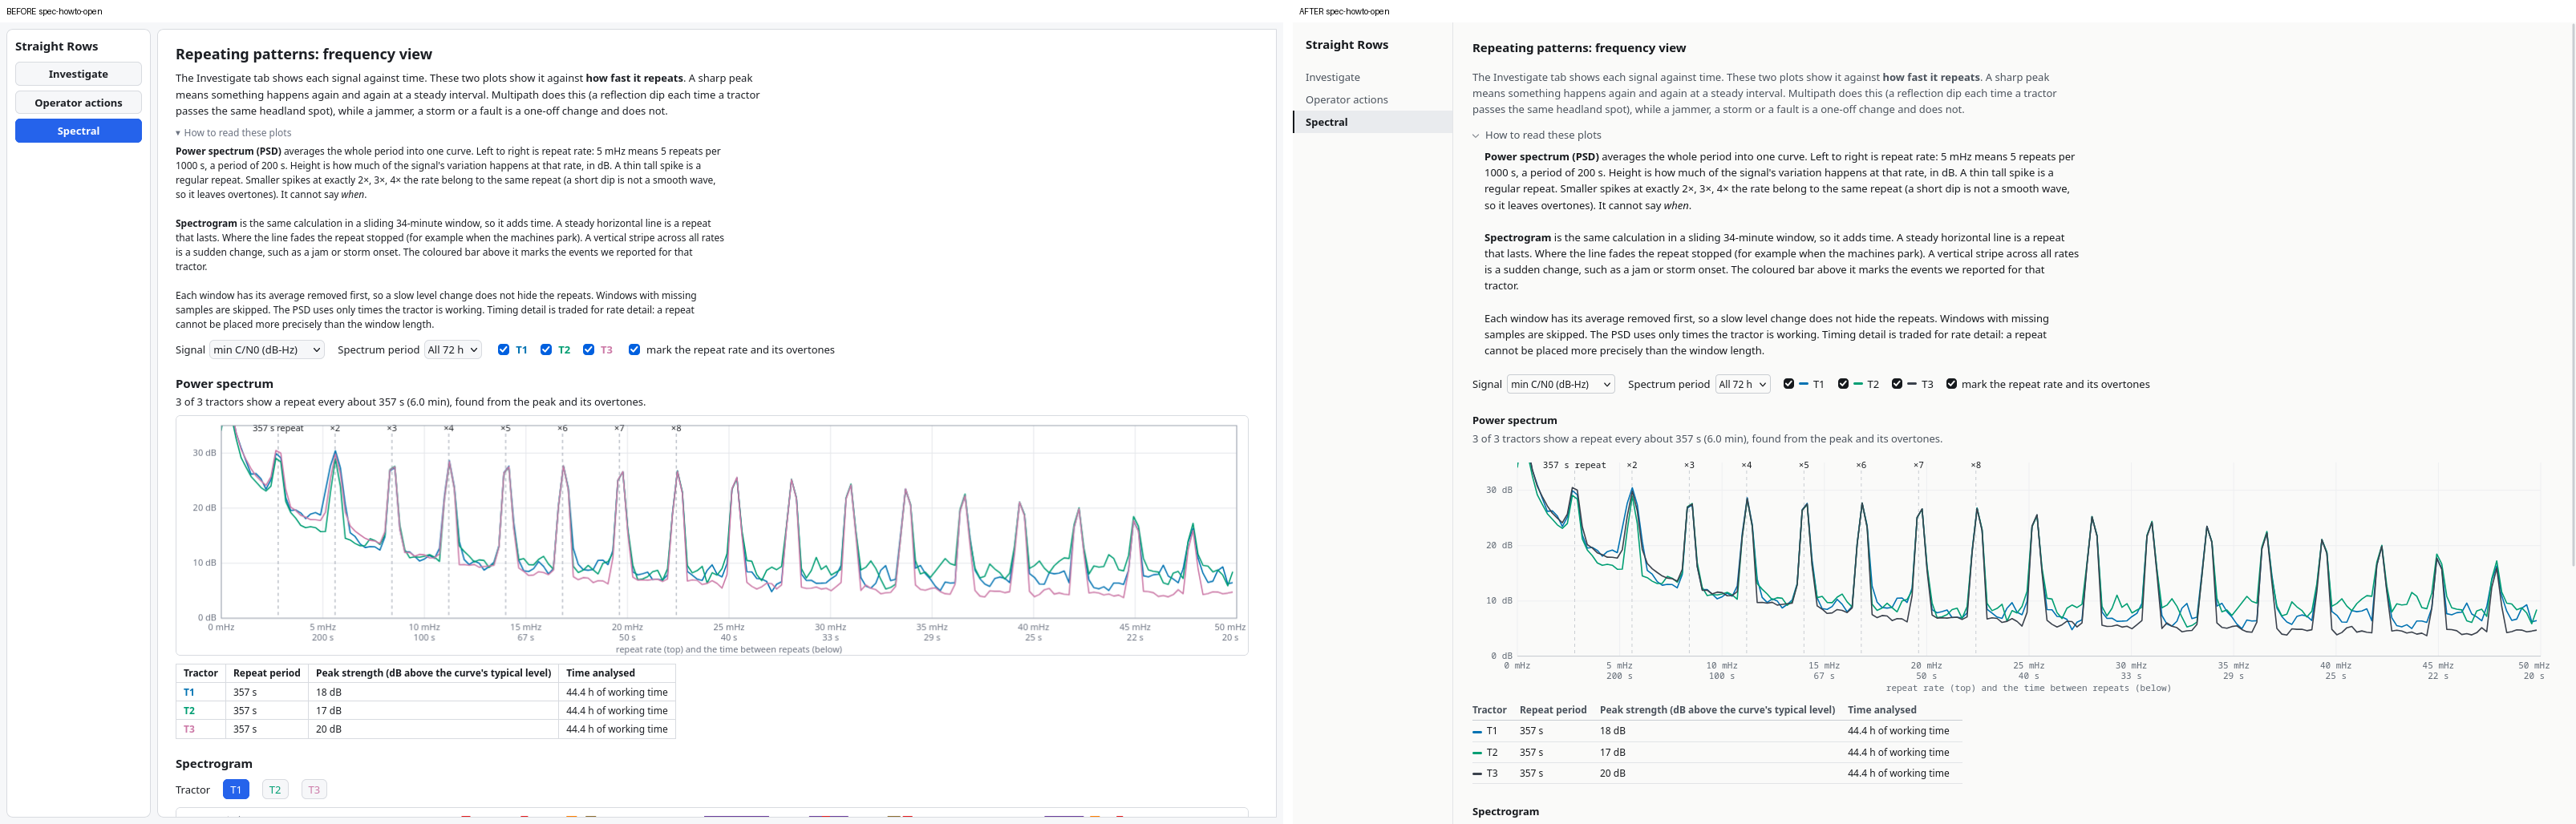 BEFORE spec-howto-open
Straight Rows
Investigate
Operator actions
Spectral
Repeating patterns: frequency view
The Investigate tab shows each signal against time. These two plots show it against how fast it repeats. A sharp peak
means something happens again and again at a steady interval. Multipath does this (a reflection dip each time a tractor
passes the same headland spot), while a jammer, a storm or a fault is a one-off change and does not.
▾ How to read these plots
Power spectrum (PSD) averages the whole period into one curve. Left to right is repeat rate: 5 mHz means 5 repeats per
1000 s, a period of 200 s. Height is how much of the signal's variation happens at that rate, in dB. A thin tall spike is a
regular repeat. Smaller spikes at exactly 2×, 3×, 4× the rate belong to the same repeat (a short dip is not a smooth wave,
so it leaves overtones). It cannot say when.
Spectrogram is the same calculation in a sliding 34-minute window, so it adds time. A steady horizontal line is a repeat
that lasts. Where the line fades the repeat stopped (for example when the machines park). A vertical stripe across all rates
is a sudden change, such as a jam or storm onset. The coloured bar above it marks the events we reported for that
tractor.
Each window has its average removed first, so a slow level change does not hide the repeats. Windows with missing
samples are skipped. The PSD uses only times the tractor is working. Timing detail is traded for rate detail: a repeat
cannot be placed more precisely than the window length.
Signal min C/N0 (dB-Hz) Spectrum period All 72 h T1 T2 T3 mark the repeat rate and its overtones
Power spectrum
3 of 3 tractors show a repeat every about 357 s (6.0 min), found from the peak and its overtones.
357 s repeat ×2 ×3 ×4 ×5 ×6 ×7 ×8
30 dB
20 dB
10 dB
0 dB
0 mHz 5 mHz 10 mHz 15 mHz 20 mHz 25 mHz 30 mHz 35 mHz 40 mHz 45 mHz 50 mHz
200 s 100 s 67 s 50 s 40 s 33 s 29 s 25 s 22 s 20 s
repeat rate (top) and the time between repeats (below)
Tractor Repeat period Peak strength (dB above the curve's typical level) Time analysed
T1 357 s 18 dB 44.4 h of working time
T2 357 s 17 dB 44.4 h of working time
T3 357 s 20 dB 44.4 h of working time
Spectrogram
Tractor T1 T2 T3
AFTER spec-howto-open
Straight Rows
Investigate
Operator actions
Spectral
Repeating patterns: frequency view
The Investigate tab shows each signal against time. These two plots show it against how fast it repeats. A sharp peak
means something happens again and again at a steady interval. Multipath does this (a reflection dip each time a tractor
passes the same headland spot), while a jammer, a storm or a fault is a one-off change and does not.
How to read these plots
Power spectrum (PSD) averages the whole period into one curve. Left to right is repeat rate: 5 mHz means 5 repeats per
1000 s, a period of 200 s. Height is how much of the signal's variation happens at that rate, in dB. A thin tall spike is a
regular repeat. Smaller spikes at exactly 2×, 3×, 4× the rate belong to the same repeat (a short dip is not a smooth wave,
so it leaves overtones). It cannot say when.
Spectrogram is the same calculation in a sliding 34-minute window, so it adds time. A steady horizontal line is a repeat
that lasts. Where the line fades the repeat stopped (for example when the machines park). A vertical stripe across all rates
is a sudden change, such as a jam or storm onset. The coloured bar above it marks the events we reported for that
tractor.
Each window has its average removed first, so a slow level change does not hide the repeats. Windows with missing
samples are skipped. The PSD uses only times the tractor is working. Timing detail is traded for rate detail: a repeat
cannot be placed more precisely than the window length.
Signal min C/N0 (dB-Hz) Spectrum period All 72 h T1 T2 T3 mark the repeat rate and its overtones
Power spectrum
3 of 3 tractors show a repeat every about 357 s (6.0 min), found from the peak and its overtones.
357 s repeat ×2 ×3 ×4 ×5 ×6 ×7 ×8
30 dB
20 dB
10 dB
0 dB
0 mHz 5 mHz 10 mHz 15 mHz 20 mHz 25 mHz 30 mHz 35 mHz 40 mHz 45 mHz 50 mHz
200 s 100 s 67 s 50 s 40 s 33 s 29 s 25 s 22 s 20 s
repeat rate (top) and the time between repeats (below)
Tractor Repeat period Peak strength (dB above the curve's typical level) Time analysed
T1 357 s 18 dB 44.4 h of working time
T2 357 s 17 dB 44.4 h of working time
T3 357 s 20 dB 44.4 h of working time
Spectrogram